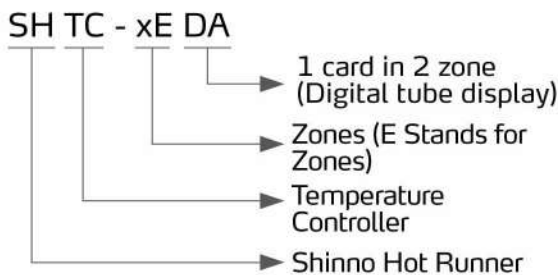 SH TC - xE DA
1 card in 2 zone
(Digital tube display)
Zones (E Stands for
Zones)
Temperature
Controller
Shinno Hot Runner